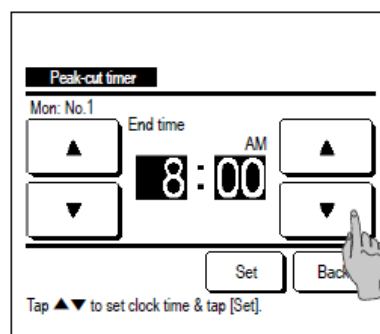 Peak-cut timer
Mon: No.1
End time
AM
▲ ▲
8:00
▼ ▼
Set Back
Tap ▲▼ to set clock time & tap [Set].